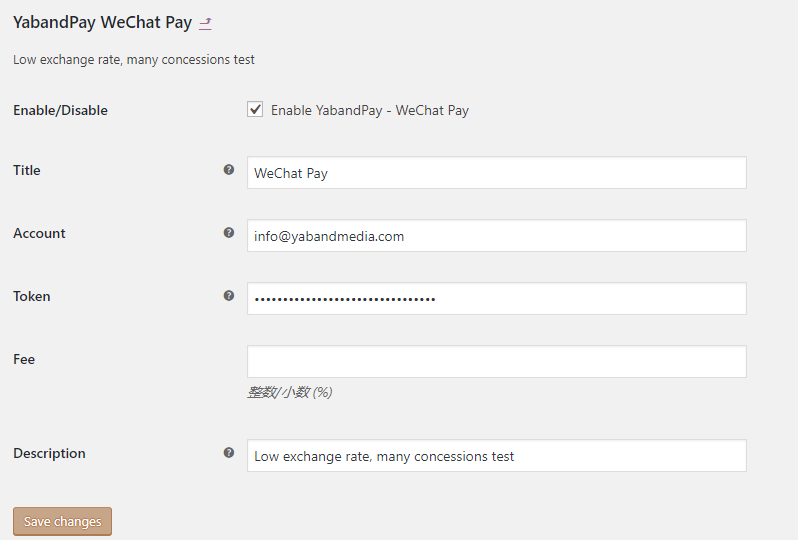 YabandPay WeChat Pay
Low exchange rate, many concessions test
Enable/Disable
Enable YabandPay - WeChat Pay
Title
WeChat Pay
Account
info@yabandmedia.com
Token
••••••••••••••••••••••••••••••••
Fee
整数/小数 (%)
Description
Low exchange rate, many concessions test
Save changes